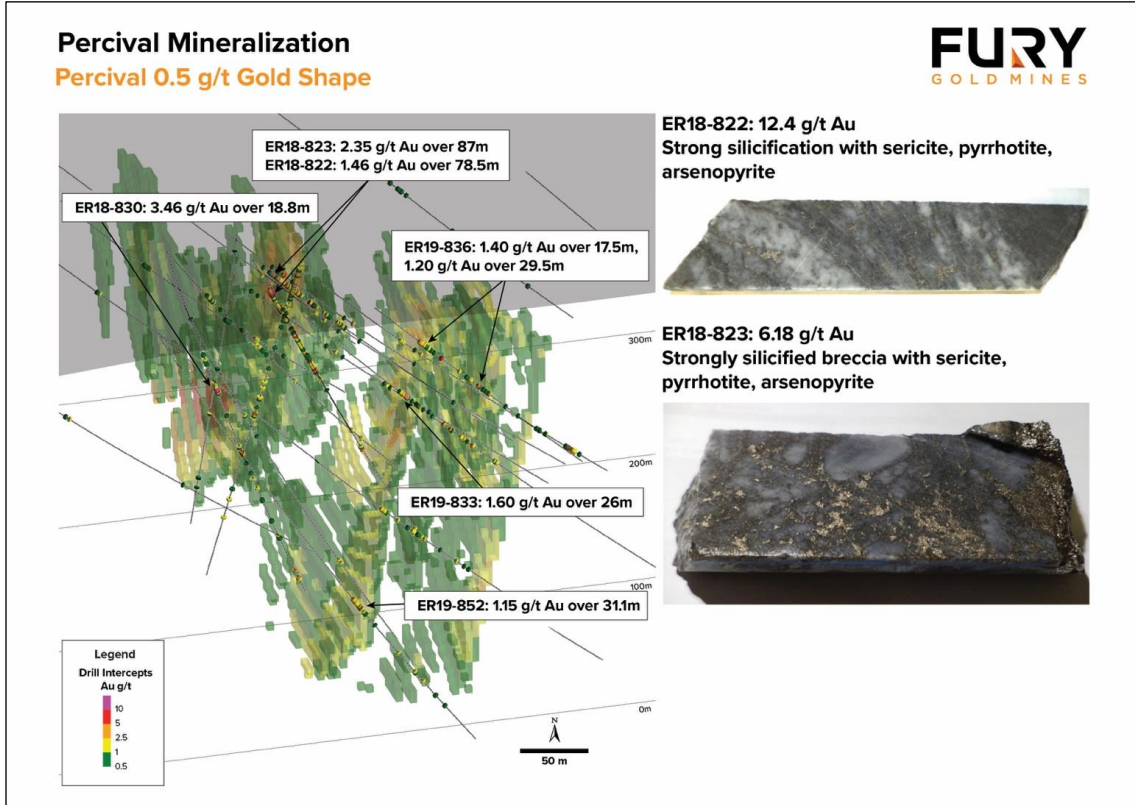 Percival Mineralization
Percival 0.5 g/t Gold Shape
FURY
GOLD MINES
ER18-823: 2.35 g/t Au over 87m
ER18-822: 1.46 g/t Au over 78.5m
ER18-830: 3.46 g/t Au over 18.8m
ER19-836: 1.40 g/t Au over 17.5m,
1.20 g/t Au over 29.5m
300m
200m
ER19-833: 1.60 g/t Au over 26m
100m
ER19-852: 1.15 g/t Au over 31.1m
0m
Legend
Drill Intercepts
Au g/t
10
5
2.5
1
0.5
N
50 m
ER18-822: 12.4 g/t Au
Strong silicification with sericite, pyrrhotite,
arsenopyrite
ER18-823: 6.18 g/t Au
Strongly silicified breccia with sericite,
pyrrhotite, arsenopyrite